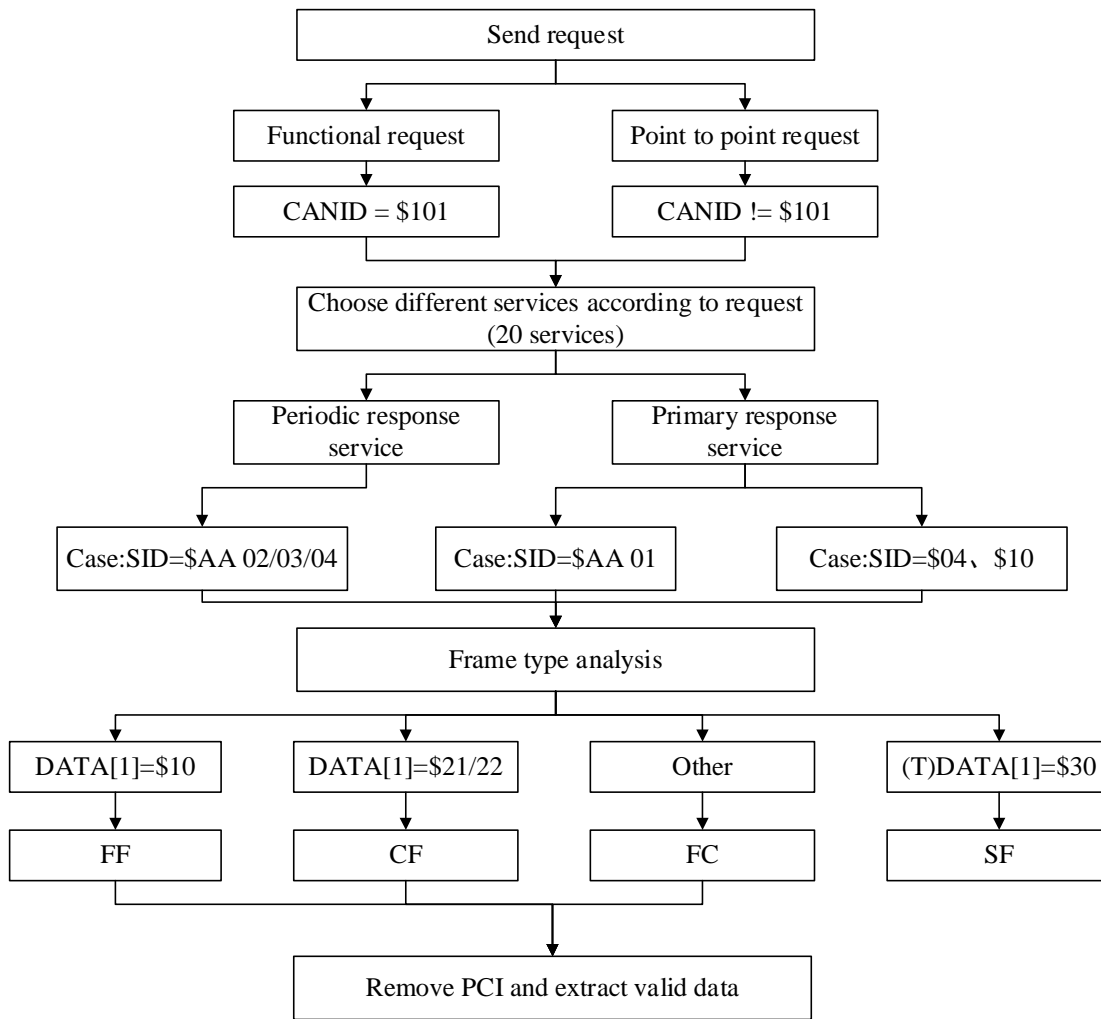 Send request
Functional request
Point to point request
CANID = $101
CANID != $101
Choose different services according to request
(20 services)
Periodic response
service
Primary response
service
Case:SID=$AA 02/03/04
Case:SID=$AA 01
Case:SID=$04、$10
Frame type analysis
DATA[1]=$10
DATA[1]=$21/22
Other
(T)DATA[1]=$30
FF
CF
FC
SF
Remove PCI and extract valid data